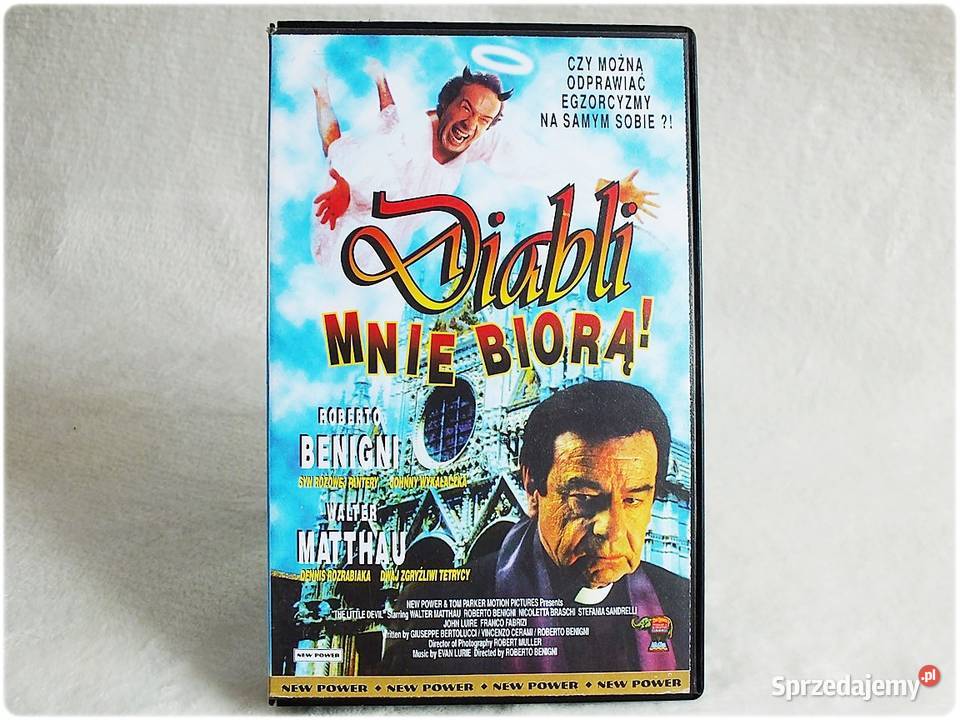 CZY MOŻNA
ODPRAWIAĆ
EGZORCYZMY
NA SAMYM SOBIE ?!
Diabli
MNIE BIORĄ!
ROBERTO
BENIGNI
SYN RÓŻOWEJ PANTERY JOHNNY WYKAŁACZKA
WALTER
MATTHAU
DENNIS ROZRABIAKA DWAJ ZGRYŹLIWI TETRYCY
NEW POWER & TOM PARKER MOTION PICTURES Presents
"THE LITTLE DEVIL" Starring WALTER MATTHAU ROBERTO BENIGNI NICOLETTA BRASCHI STEFANIA SANDRELLI
JOHN LUIRE FRANCO FABRIZI
written by GIUSEPPE BERTOLUCCI / VINCENZO CERAMI / ROBERTO BENIGNI
Director of Photography ROBERT MULLER
Music by EVAN LURIE Directed by ROBERTO BENIGNI
NEW POWER
NEW POWER ◆ NEW POWER ◆ NEW POWER ◆ NEW POWER
Sprzedajemy.pl